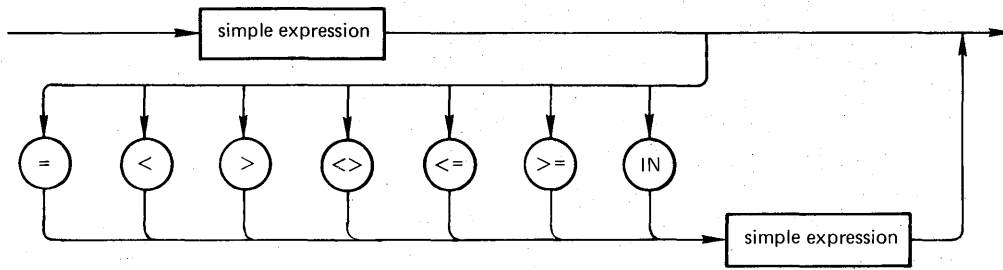 simple expression
= < > <> <= >= IN
simple expression